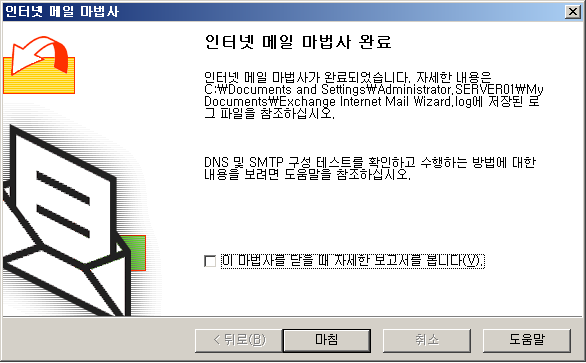 인터넷 메일 마법사
인터넷 메일 마법사 완료
인터넷 메일 마법사가 완료되었습니다. 자세한 내용은
C:\Documents and Settings\Administrator.SERVER01\My
Documents\Exchange Internet Mail Wizard.log에 저장된 로
그 파일을 참조하십시오.
DNS 및 SMTP 구성 테스트를 확인하고 수행하는 방법에 대한
내용을 보려면 도움말을 참조하십시오.
이 마법사를 닫을 때 자세한 보고서를 봅니다(V).
< 뒤로(B)
마침
취소
도움말